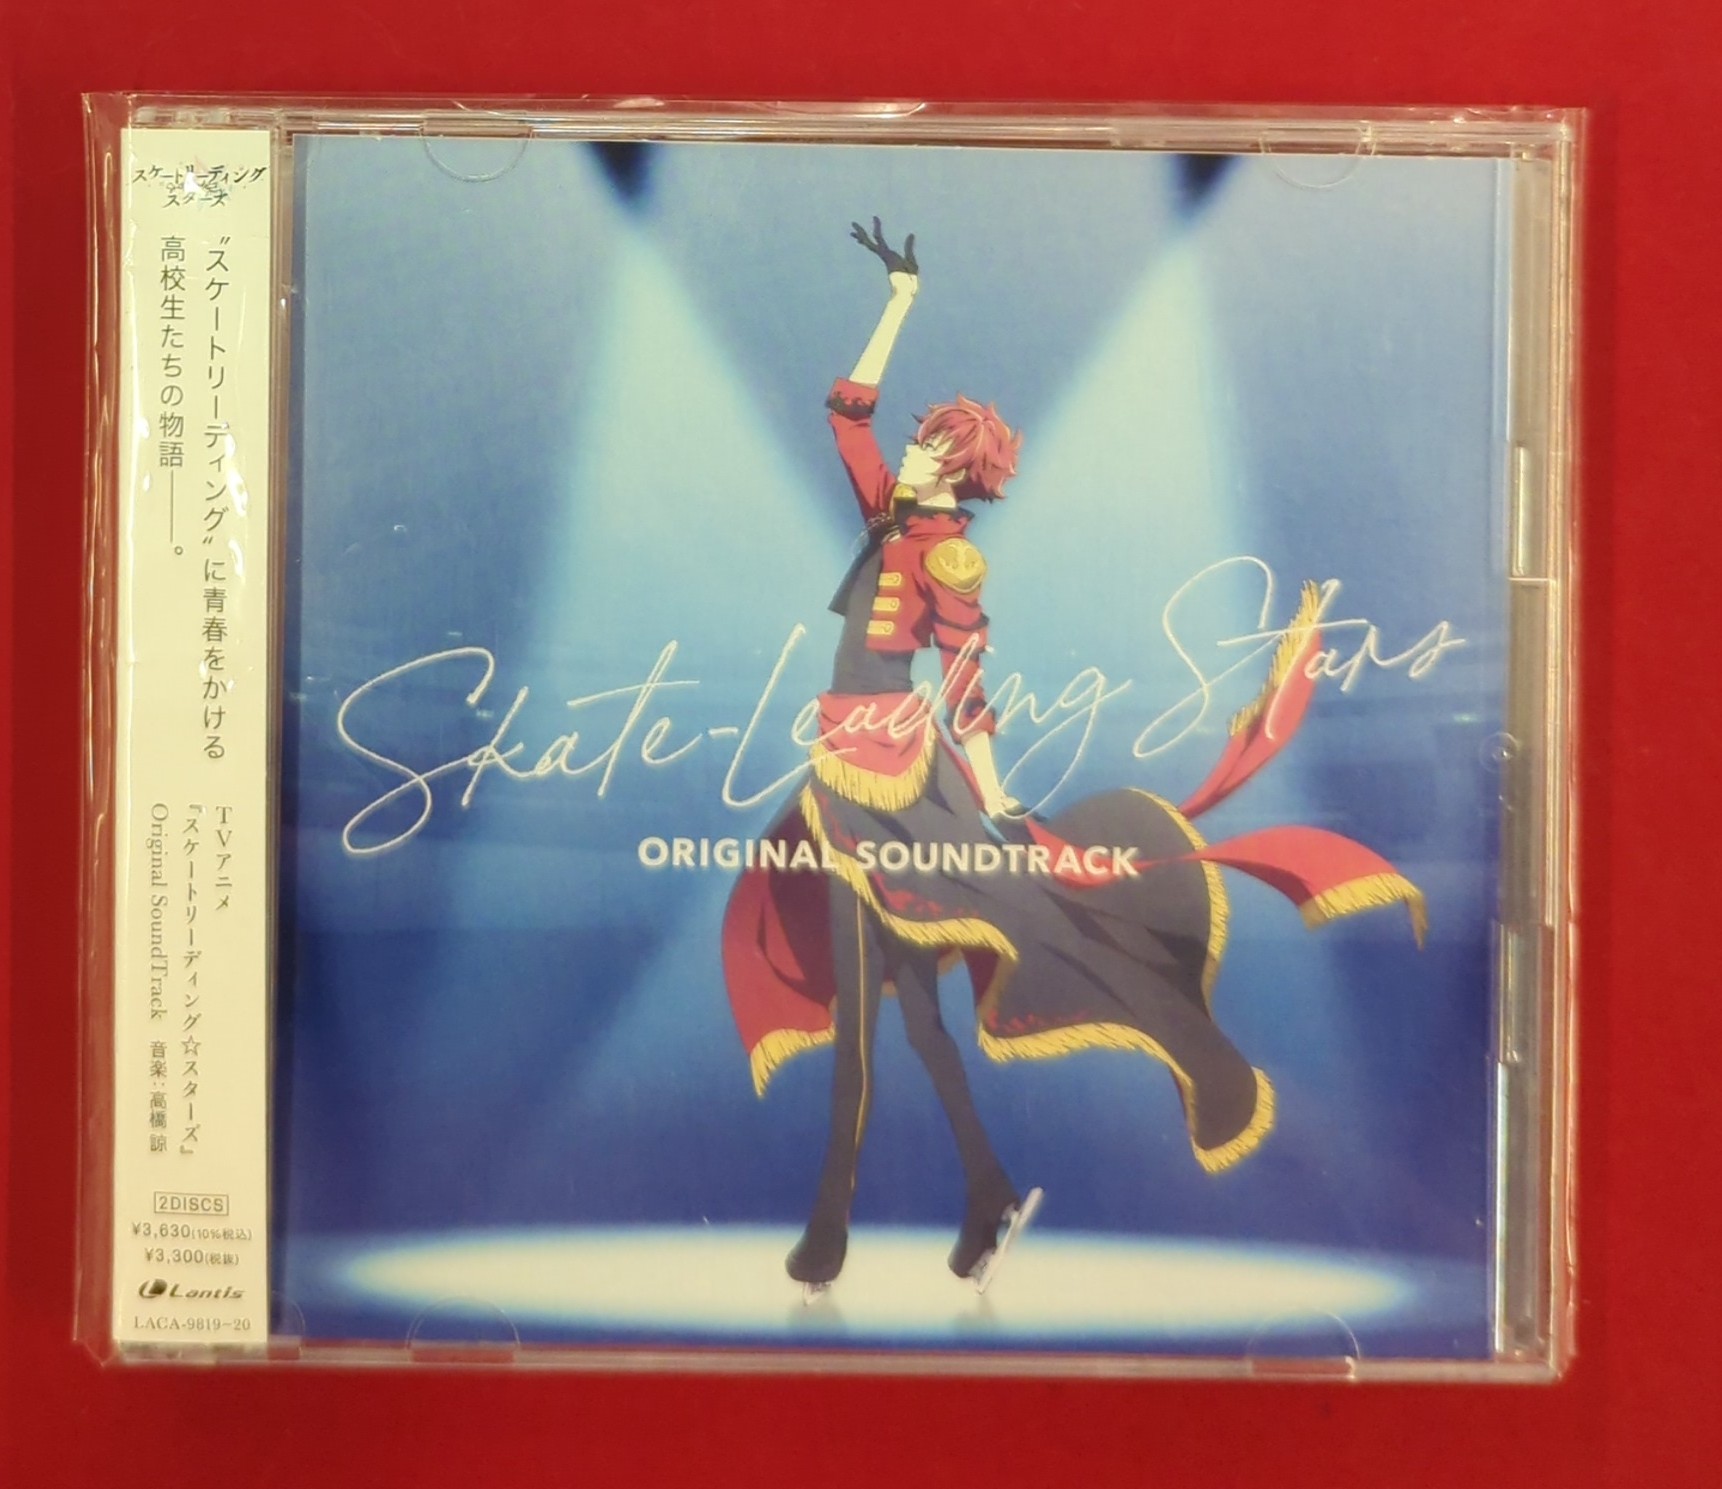 スケートリーディング
スターズ
“スケートリーディング”に青春をかける
高校生たちの物語――。
TVアニメ
『スケートリーディング☆スターズ』
Original SoundTrack 音楽:高橋 諒
2DISCS
¥3,630(10%税込)
¥3,300(税抜)
Lantis
LACA-9819~20
Skate-Leading Stars
ORIGINAL SOUNDTRACK